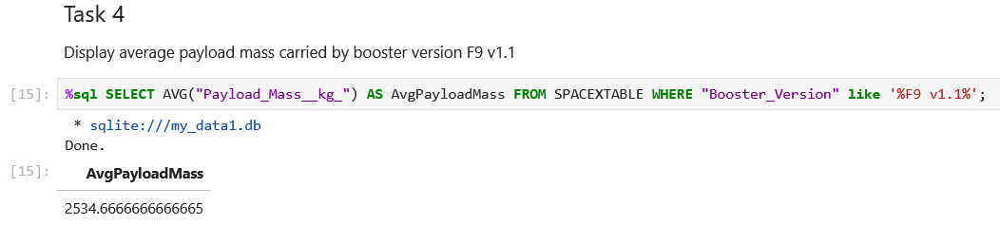 Task 4
Display average payload mass carried by booster version F9 v1.1
[15]: %sql SELECT AVG("Payload_Mass__kg_") AS AvgPayloadMass FROM SPACEXTABLE WHERE "Booster_Version" like '%F9 v1.1%';
* sqlite:///my_data1.db
Done.
[15]: AvgPayloadMass
2534.6666666666665